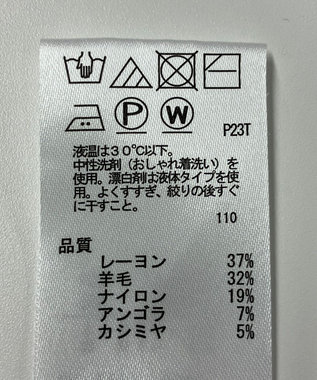 P W P23T
液温は30℃以下。
中性洗剤（おしゃれ着洗い）を
使用。漂白剤は液体タイプを使
用。よくすすぎ、絞りの後すぐ
に干すこと。
110
品質
レーヨン 37%
羊毛 32%
ナイロン 19%
アンゴラ 7%
カシミヤ 5%